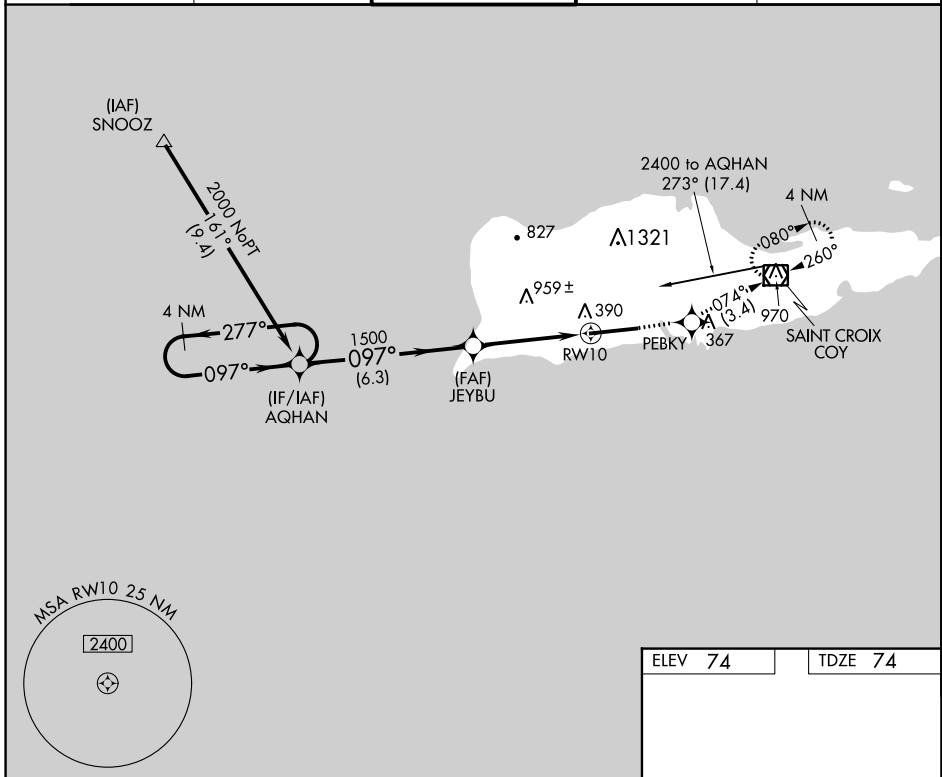 (IAF)
SNOOZ
2000 NoPT
161°
(9.4)
2400 to AQHAN
273° (17.4)
4 NM
827
1321
080°
260°
959 ±
4 NM
390
074°
(3.4)
970
277°
1500
097°
(6.3)
RW10
PEBKY
367
SAINT CROIX
COY
097°
(IF/IAF)
AQHAN
(FAF)
JEYBU
MSA RW10 25 NM
2400
ELEV 74
TDZE 74